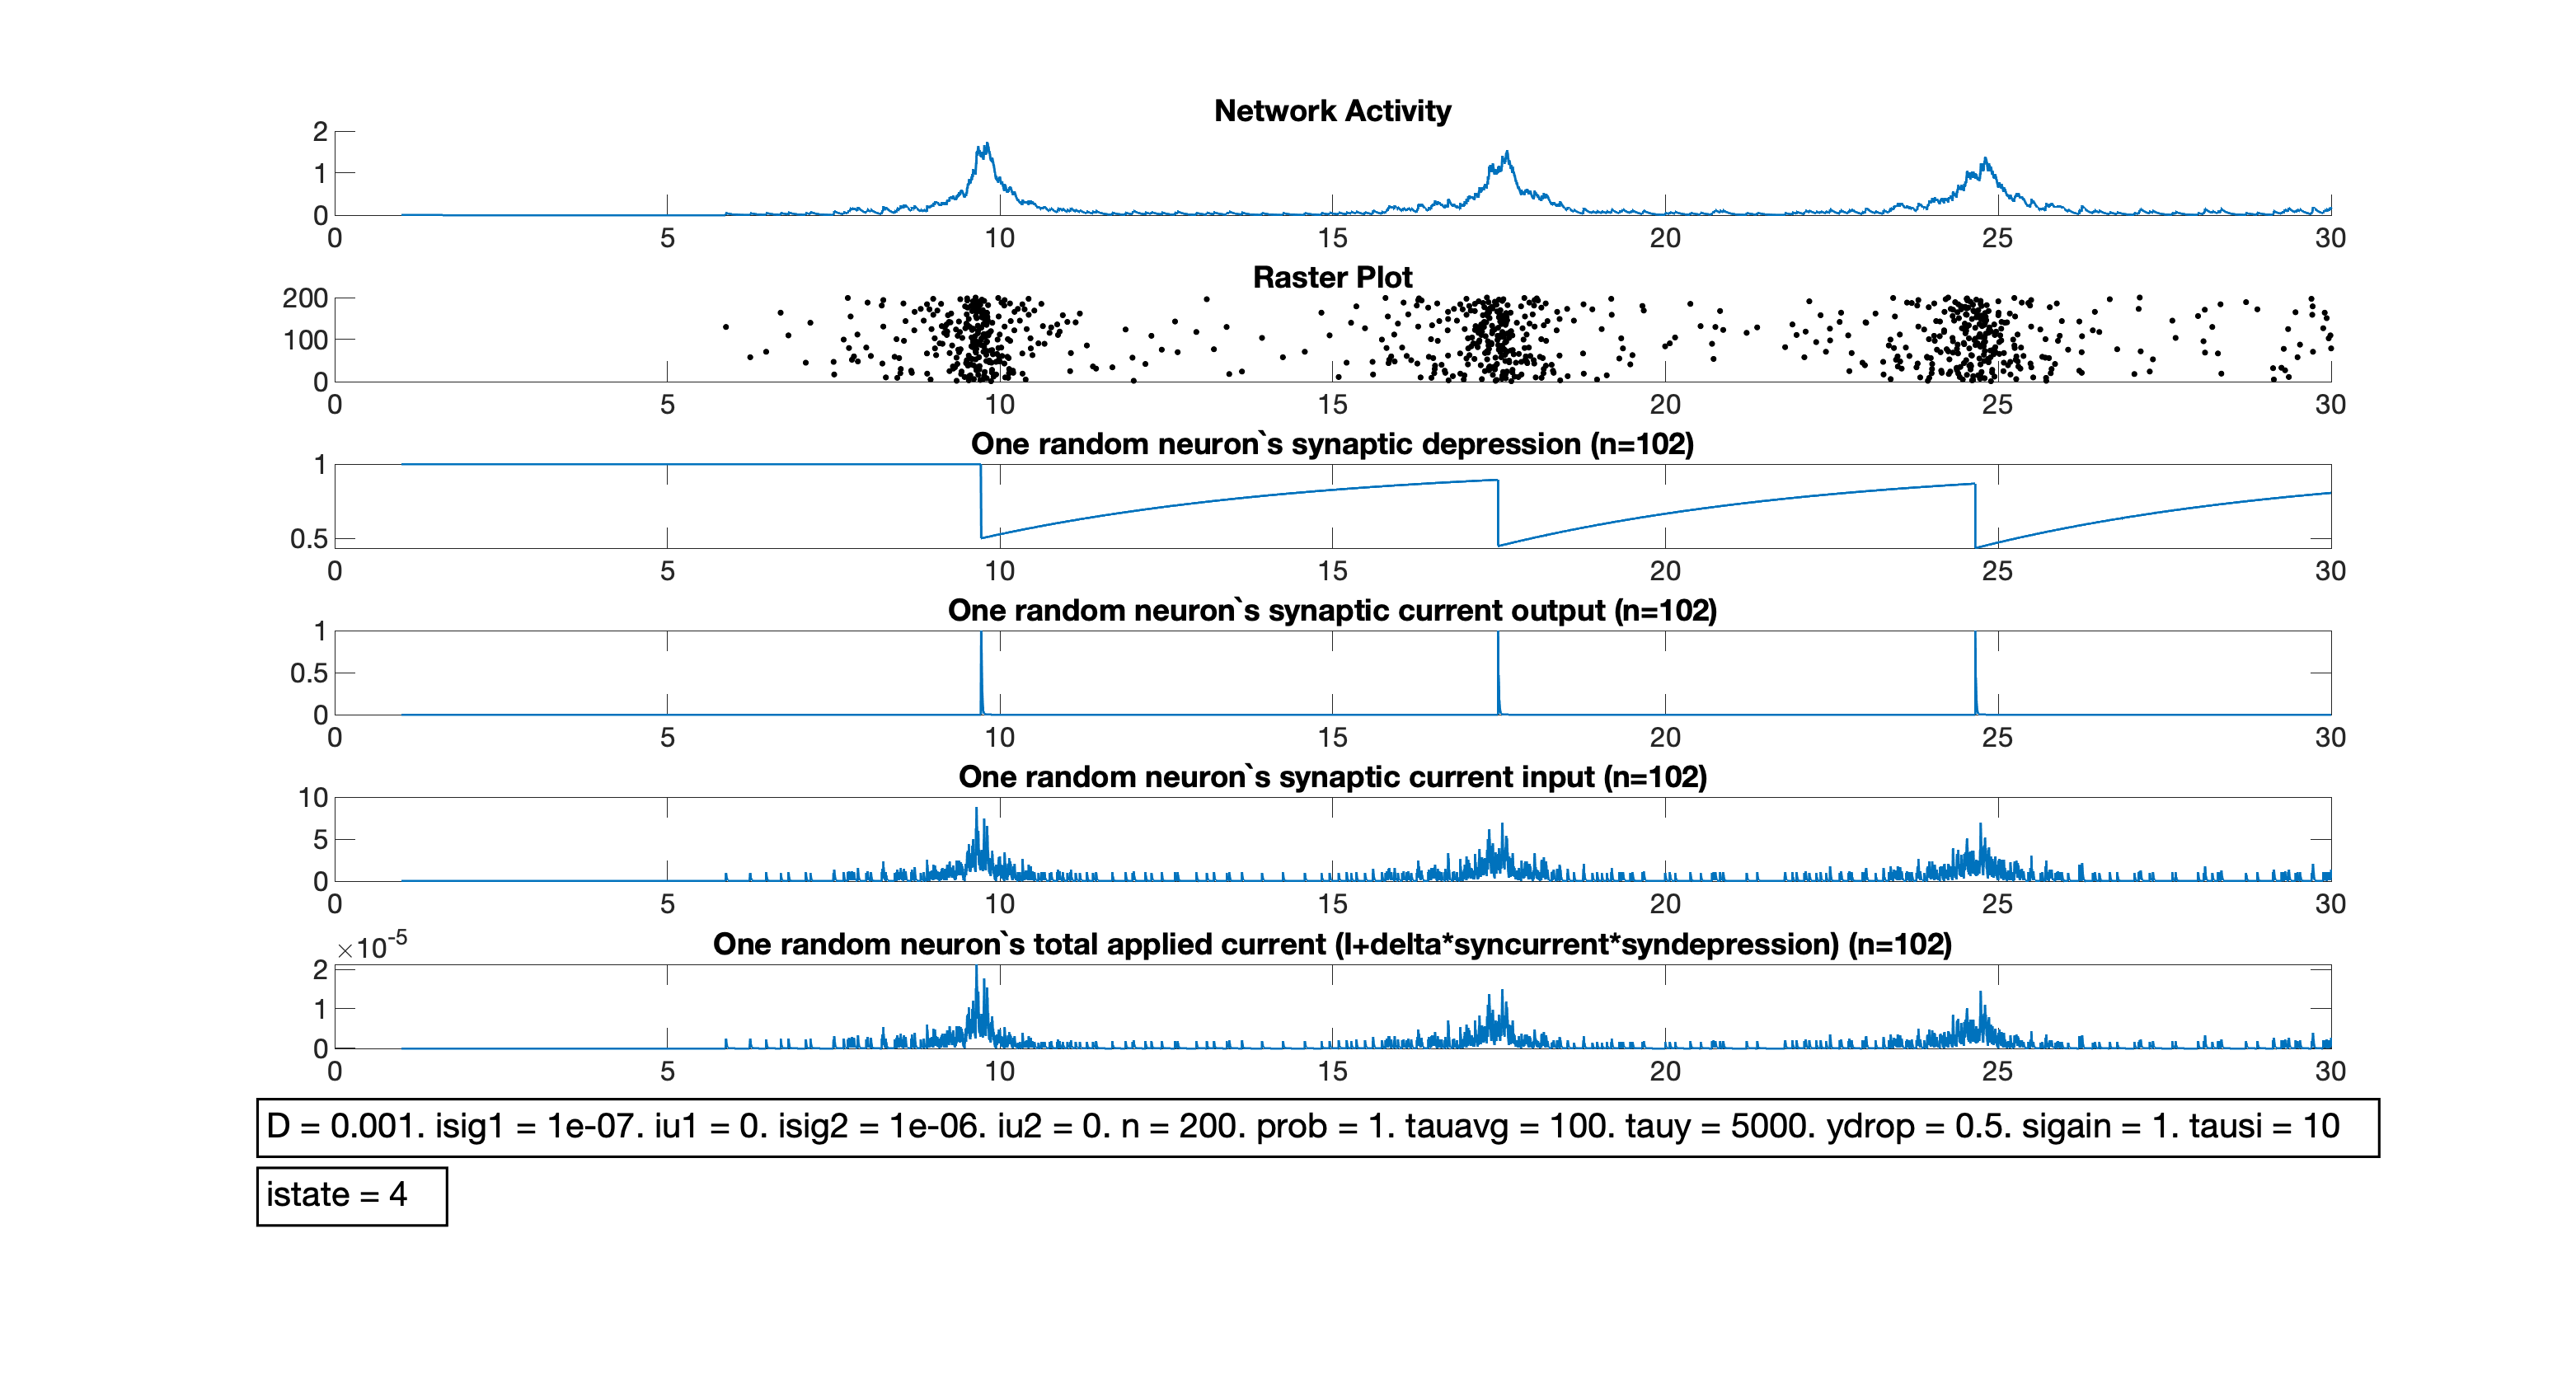 Network Activity
2
1
0
0 5 10 15 20 25 30
Raster Plot
200
100
0
0 5 10 15 20 25 30
One random neuron`s synaptic depression (n=102)
1
0.5
0 5 10 15 20 25 30
One random neuron`s synaptic current output (n=102)
1
0.5
0
0 5 10 15 20 25 30
One random neuron`s synaptic current input (n=102)
10
5
0
0 5 10 15 20 25 30
×10-5
One random neuron`s total applied current (I+delta*syncurrent*syndepression) (n=102)
2
1
0
0 5 10 15 20 25 30
D = 0.001. isig1 = 1e-07. iu1 = 0. isig2 = 1e-06. iu2 = 0. n = 200. prob = 1. tauavg = 100. tauy = 5000. ydrop = 0.5. sigain = 1. tausi = 10
istate = 4